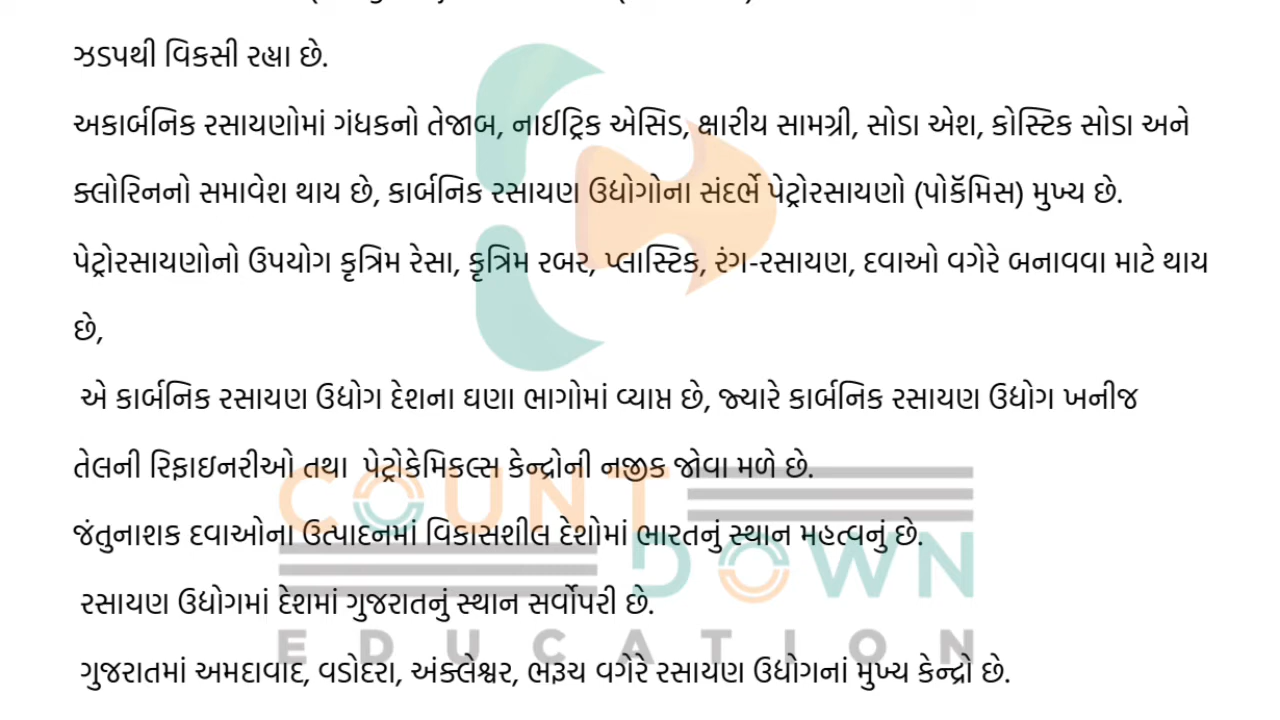 ઝડપથી વિકસી રહ્યા છે.
અકાર્બનિક રસાયણોમાં ગંધકનો તેજાબ, નાઈટ્રિક એસિડ, ક્ષારીય સામગ્રી, સોડા એશ, કોસ્ટિક સોડા અને
ક્લોરિનનો સમાવેશ થાય છે, કાર્બનિક રસાયણ ઉદ્યોગોના સંદર્ભે પેટ્રોરસાયણો (પોકૅમિસ) મુખ્ય છે.
પેટ્રોરસાયણોનો ઉપયોગ કૃત્રિમ રેસા, કૃત્રિમ રબર, પ્લાસ્ટિક, રંગ-રસાયણ, દવાઓ વગેરે બનાવવા માટે થાય
છે,
એ કાર્બનિક રસાયણ ઉદ્યોગ દેશના ઘણા ભાગોમાં વ્યાપ્ત છે, જ્યારે કાર્બનિક રસાયણ ઉદ્યોગ ખનીજ
તેલની રિફાઇનરીઓ તથા પેટ્રોકેમિકલ્સ કેન્દ્રોની નજીક જોવા મળે છે.
જંતુનાશક દવાઓના ઉત્પાદનમાં વિકાસશીલ દેશોમાં ભારતનું સ્થાન મહત્વનું છે.
રસાયણ ઉદ્યોગમાં દેશમાં ગુજરાતનું સ્થાન સર્વોપરી છે.
ગુજરાતમાં અમદાવાદ, વડોદરા, અંક્લેશ્વર, ભરૂચ વગેરે રસાયણ ઉદ્યોગનાં મુખ્ય કેન્દ્રો છે.
COUNT
DOWN
EDUCATION